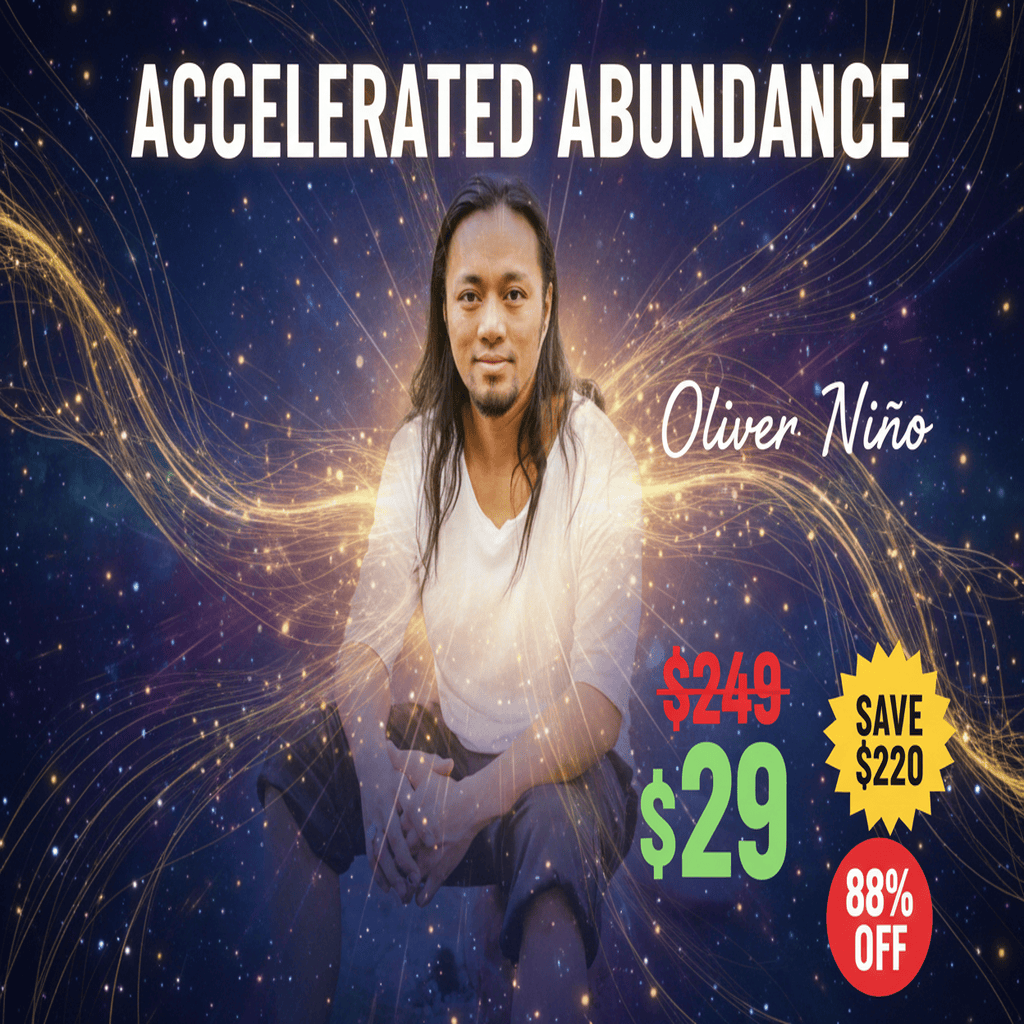 ACCELERATED ABUNDANCE
Oliver Niño
$249
$29
SAVE
$220
88%
OFF